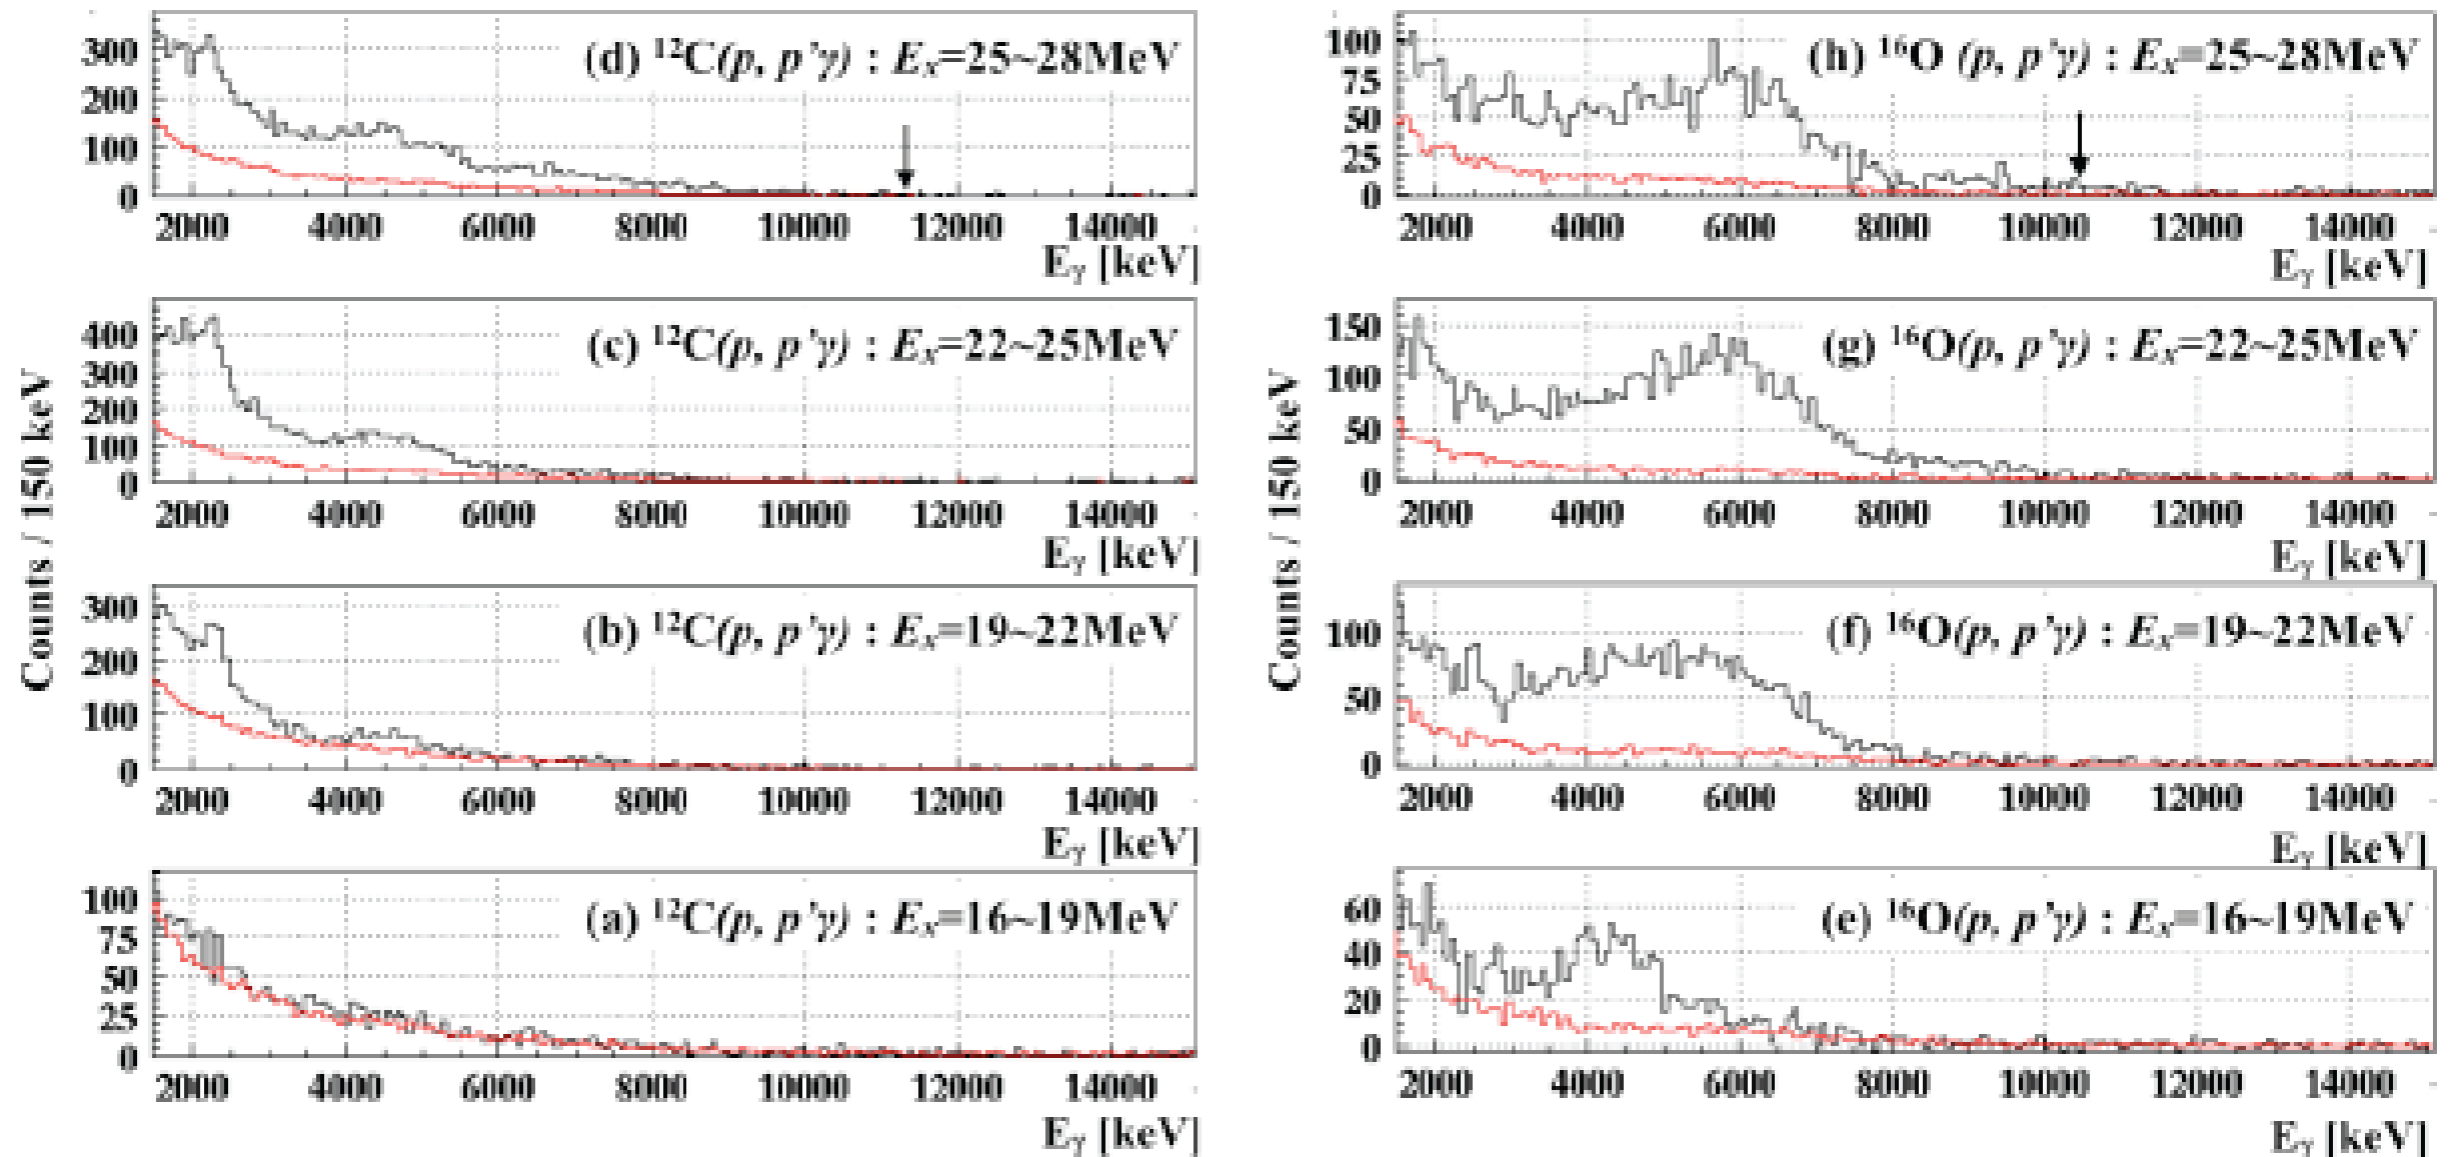 Counts / 150 keV
300
200
100
0
(d) ¹²C(p, p’γ) : Eₓ=25~28MeV
2000 4000 6000 8000 10000 12000 14000
Eγ [keV]
400
300
200
100
0
(c) ¹²C(p, p’γ) : Eₓ=22~25MeV
2000 4000 6000 8000 10000 12000 14000
Eγ [keV]
300
200
100
0
(b) ¹²C(p, p’γ) : Eₓ=19~22MeV
2000 4000 6000 8000 10000 12000 14000
Eγ [keV]
100
75
50
25
0
(a) ¹²C(p, p’γ) : Eₓ=16~19MeV
2000 4000 6000 8000 10000 12000 14000
Eγ [keV]
Counts / 150 keV
100
75
50
25
0
(h) ¹⁶O (p, p’γ) : Eₓ=25~28MeV
2000 4000 6000 8000 10000 12000 14000
Eγ [keV]
150
100
50
0
(g) ¹⁶O(p, p’γ) : Eₓ=22~25MeV
2000 4000 6000 8000 10000 12000 14000
Eγ [keV]
100
50
0
(f) ¹⁶O(p, p’γ) : Eₓ=19~22MeV
2000 4000 6000 8000 10000 12000 14000
Eγ [keV]
60
40
20
0
(e) ¹⁶O(p, p’γ) : Eₓ=16~19MeV
2000 4000 6000 8000 10000 12000 14000
Eγ [keV]